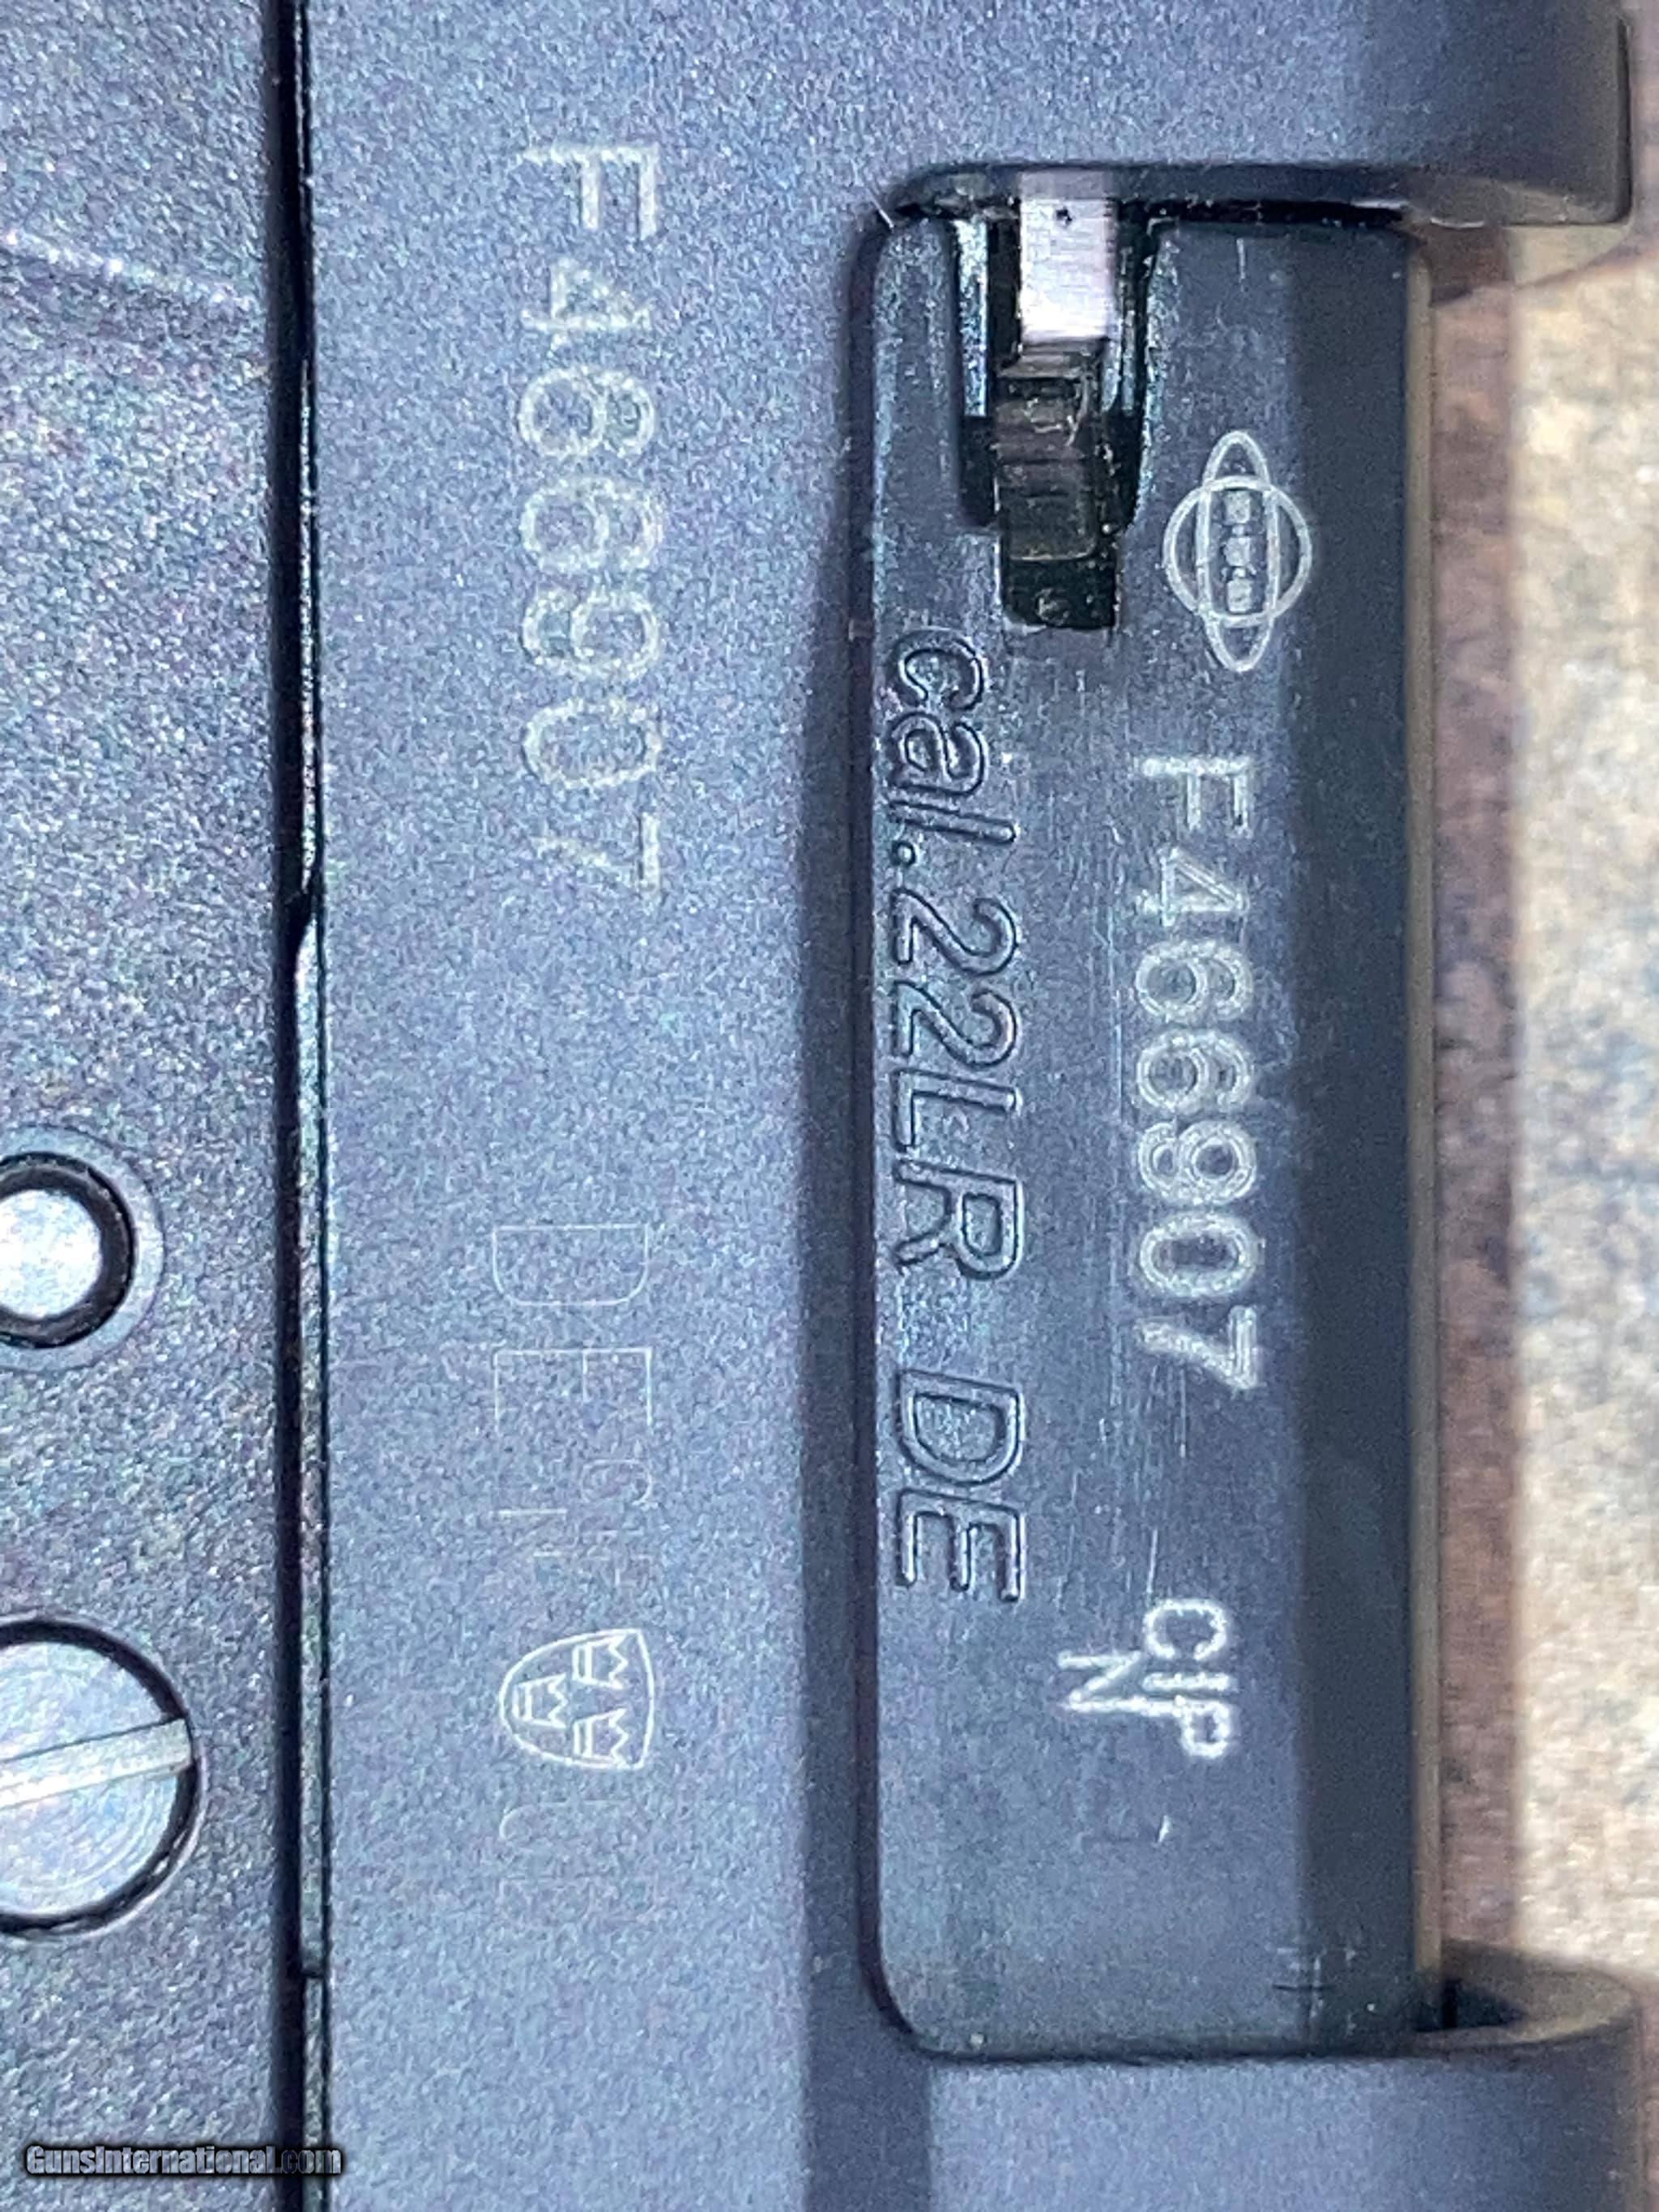 F466907 CIP
N
cal.22LR DE
F466907 DE
GunsInternational.com